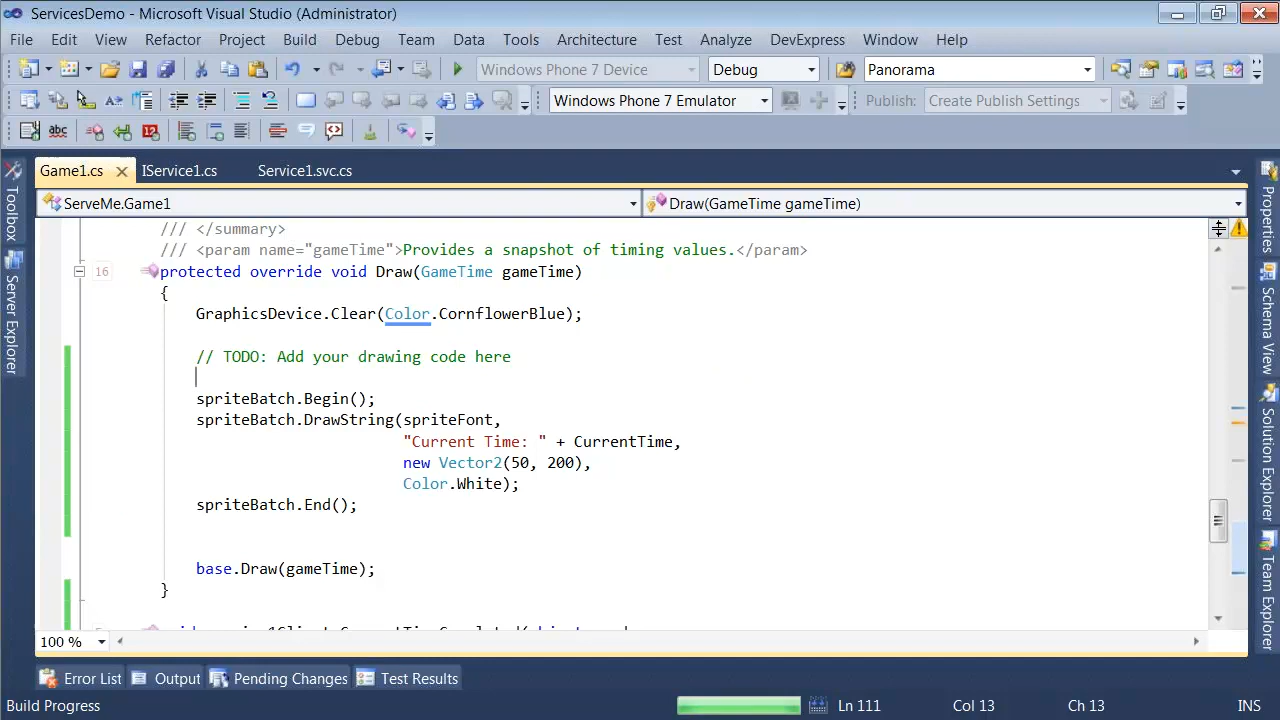 ServicesDemo - Microsoft Visual Studio (Administrator)
File Edit View Refactor Project Build Debug Team Data Tools Architecture Test Analyze DevExpress Window Help
Windows Phone 7 Device Debug Panorama
Windows Phone 7 Emulator Publish: Create Publish Settings
abc 12
Game1.cs IService1.cs Service1.svc.cs
ServeMe.Game1 Draw(GameTime gameTime)
/// </summary>
/// <param name="gameTime">Provides a snapshot of timing values.</param>
16 protected override void Draw(GameTime gameTime)
{
GraphicsDevice.Clear(Color.CornflowerBlue);
// TODO: Add your drawing code here
spriteBatch.Begin();
spriteBatch.DrawString(spriteFont,
"Current Time: " + CurrentTime,
new Vector2(50, 200),
Color.White);
spriteBatch.End();
base.Draw(gameTime);
}
100 %
Error List Output Pending Changes Test Results
Build Progress Ln 111 Col 13 Ch 13 INS
Toolbox
Server Explorer
Properties
Schema View
Solution Explorer
Team Explorer